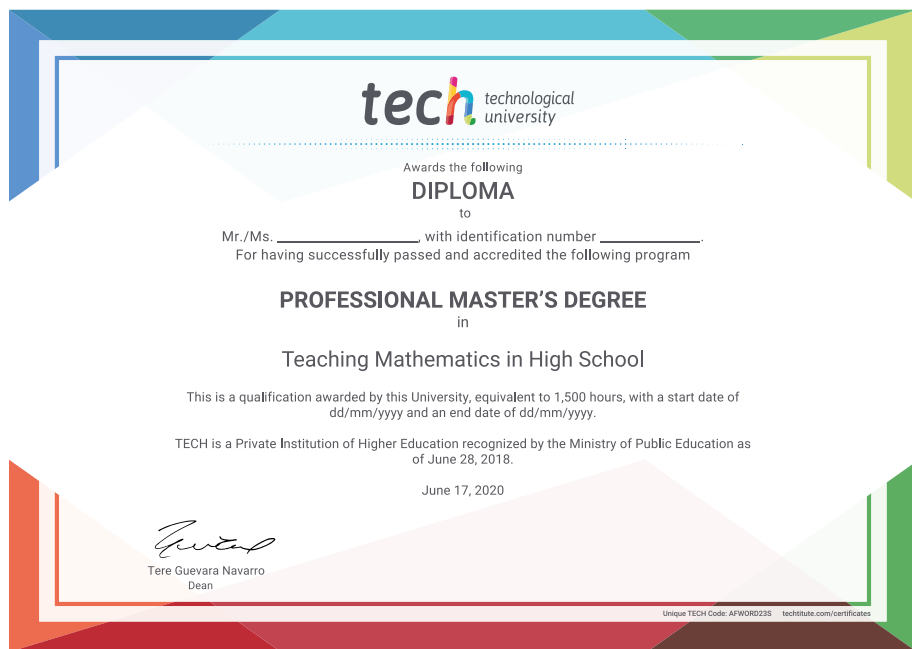 tech technological
university
Awards the following
DIPLOMA
to
Mr./Ms. ____________________, with identification number ______________.
For having successfully passed and accredited the following program
PROFESSIONAL MASTER'S DEGREE
in
Teaching Mathematics in High School
This is a qualification awarded by this University, equivalent to 1,500 hours, with a start date of
dd/mm/yyyy and an end date of dd/mm/yyyy.
TECH is a Private Institution of Higher Education recognized by the Ministry of Public Education as
of June 28, 2018.
June 17, 2020
Tere Guevara Navarro
Dean
Unique TECH Code: AFWORD23S techtitute.com/certificates